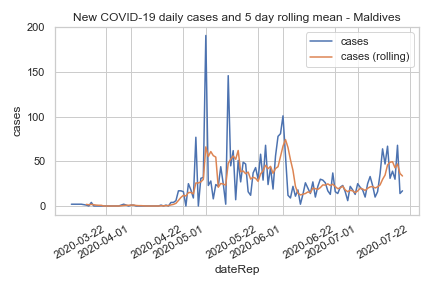 New COVID-19 daily cases and 5 day rolling mean - Maldives
200
150
100
50
0
cases
cases
cases (rolling)
2020-03-22
2020-04-01
2020-04-22
2020-05-01
2020-05-22
2020-06-01
2020-06-22
2020-07-01
2020-07-22
dateRep